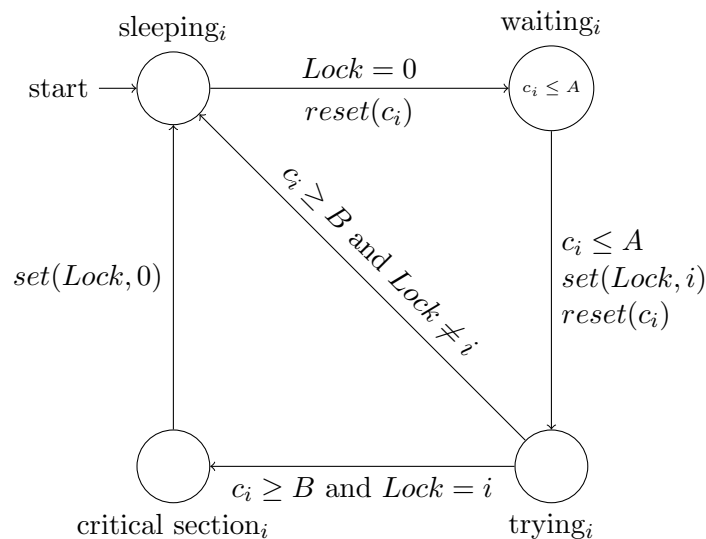 sleeping_i
waiting_i
start
Lock = 0
reset(c_i)
c_i ≤ A
c_i ≥ B and Lock ≠ i
set(Lock, 0)
c_i ≤ A
set(Lock, i)
reset(c_i)
c_i ≥ B and Lock = i
critical section_i
trying_i